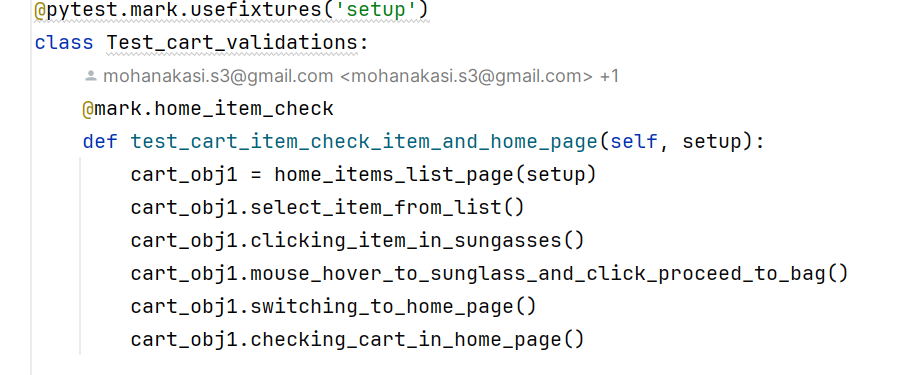 @pytest.mark.usefixtures('setup')
class Test_cart_validations:
mohanakasi.s3@gmail.com <mohanakasi.s3@gmail.com> +1
@mark.home_item_check
def test_cart_item_check_item_and_home_page(self, setup):
cart_obj1 = home_items_list_page(setup)
cart_obj1.select_item_from_list()
cart_obj1.clicking_item_in_sungasses()
cart_obj1.mouse_hover_to_sunglass_and_click_proceed_to_bag()
cart_obj1.switching_to_home_page()
cart_obj1.checking_cart_in_home_page()